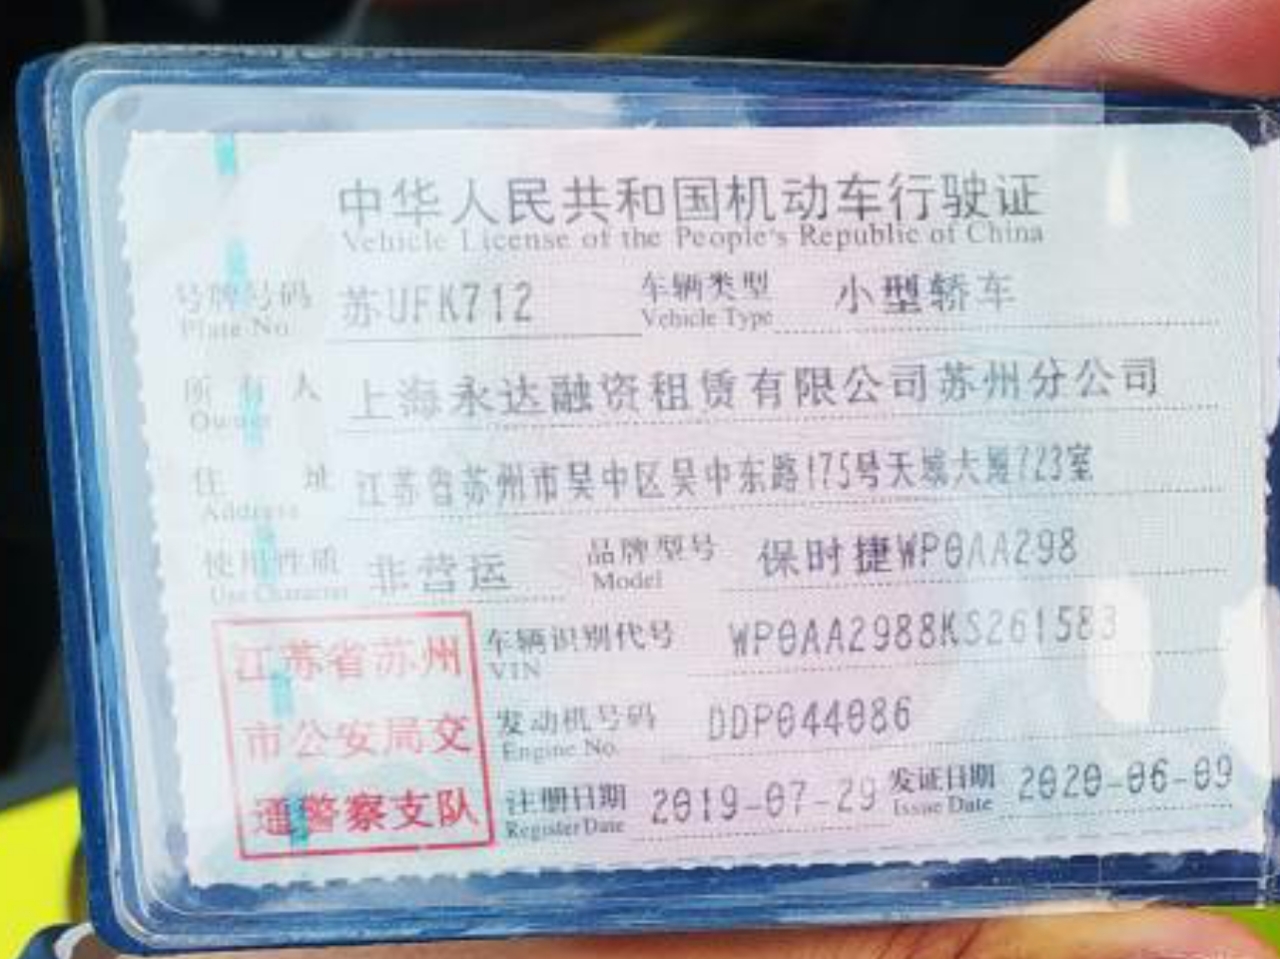 中华人民共和国机动车行驶证
Vehicle License of the People's Republic of China
号牌号码 苏UFK712 车辆类型 小型轿车
Plate No. Vehicle Type
所有人 上海永达融资租赁有限公司苏州分公司
Owner
住址 江苏省苏州市吴中区吴中东路175号天域大厦723室
Address
使用性质 非营运 品牌型号 保时捷WP0AA298
Use Character Model
江苏省苏州
市公安局交
通警察支队
车辆识别代号 WP0AA2988KS261583
VIN
发动机号码 DDP044086
Engine No.
注册日期 2019-07-29 发证日期 2020-06-09
Register Date Issue Date